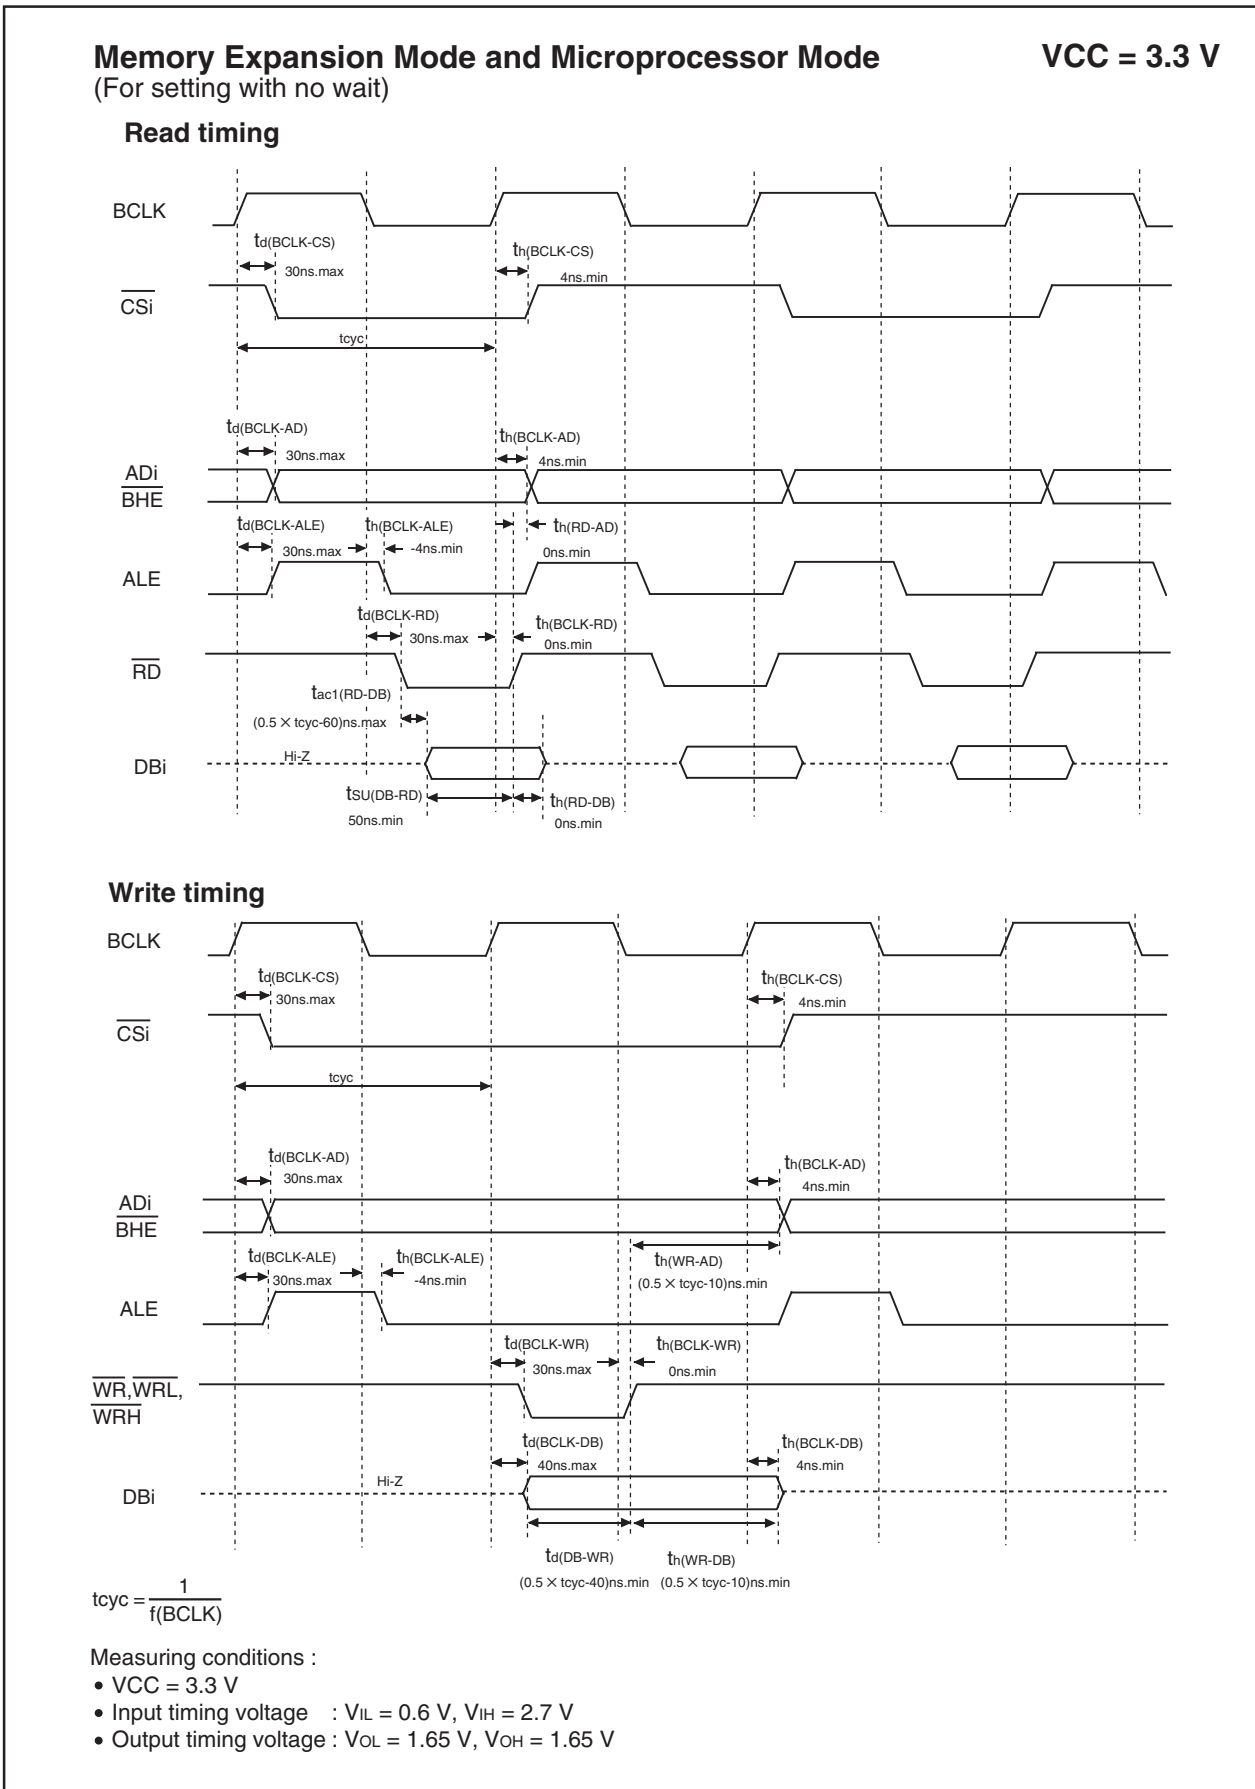 Memory Expansion Mode and Microprocessor Mode VCC = 3.3 V
(For setting with no wait)
Read timing
BCLK
td(BCLK-CS)
30ns.max
th(BCLK-CS)
4ns.min
CSi
tcyc
td(BCLK-AD)
30ns.max
th(BCLK-AD)
4ns.min
ADi
BHE
td(BCLK-ALE)
30ns.max
th(BCLK-ALE)
-4ns.min
th(RD-AD)
0ns.min
ALE
td(BCLK-RD)
30ns.max
th(BCLK-RD)
0ns.min
RD
tac1(RD-DB)
(0.5 × tcyc-60)ns.max
Hi-Z
DBi
tSU(DB-RD)
50ns.min
th(RD-DB)
0ns.min
Write timing
BCLK
td(BCLK-CS)
30ns.max
th(BCLK-CS)
4ns.min
CSi
tcyc
td(BCLK-AD)
30ns.max
th(BCLK-AD)
4ns.min
ADi
BHE
td(BCLK-ALE)
30ns.max
th(BCLK-ALE)
-4ns.min
th(WR-AD)
(0.5 × tcyc-10)ns.min
ALE
td(BCLK-WR)
30ns.max
th(BCLK-WR)
0ns.min
WR,WRL,
WRH
td(BCLK-DB)
40ns.max
th(BCLK-DB)
4ns.min
Hi-Z
DBi
td(DB-WR)
(0.5 × tcyc-40)ns.min
th(WR-DB)
(0.5 × tcyc-10)ns.min
tcyc = 1
f(BCLK)
Measuring conditions :
• VCC = 3.3 V
• Input timing voltage : VIL = 0.6 V, VIH = 2.7 V
• Output timing voltage : VOL = 1.65 V, VOH = 1.65 V